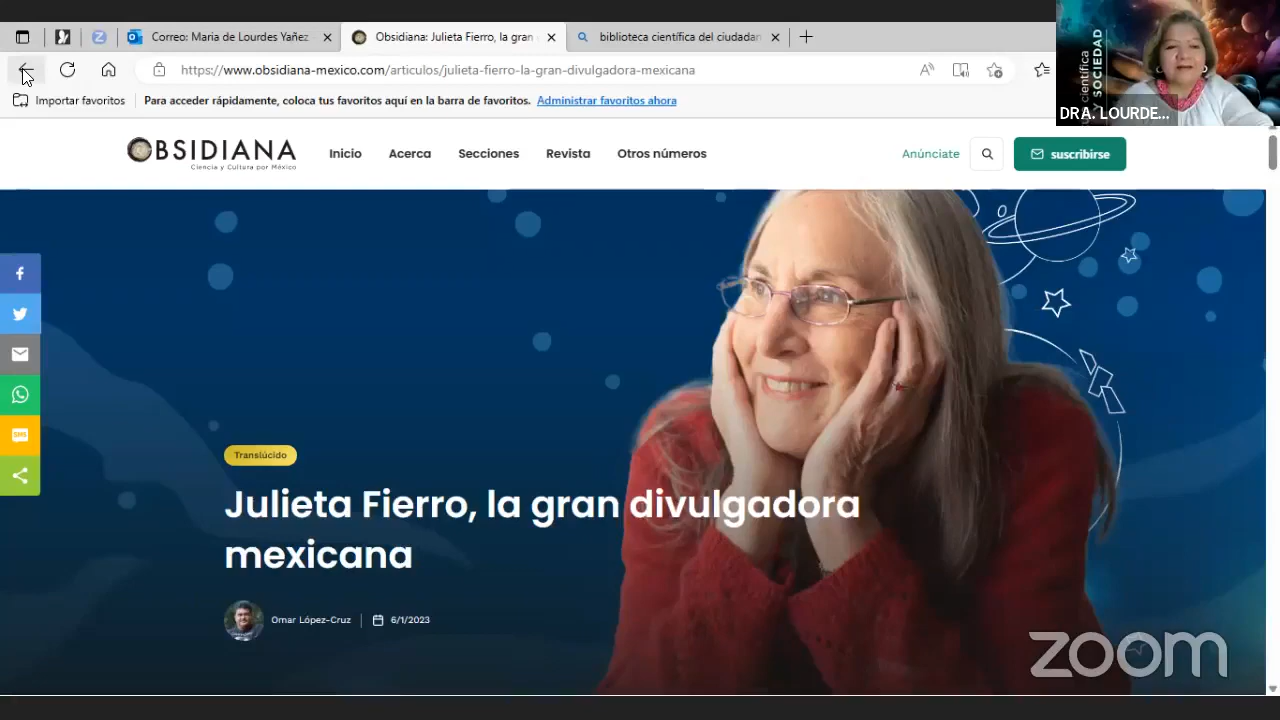 Correo: Maria de Lourdes Yañez
Obsidiana: Julieta Fierro, la gran
biblioteca científica del ciudadan
https://www.obsidiana-mexico.com/articulos/julieta-fierro-la-gran-divulgadora-mexicana
Importar favoritos
Para acceder rápidamente, coloca tus favoritos aquí en la barra de favoritos. Administrar favoritos ahora
científica
y SOCIEDAD
DRA. LOURDE...
OBSIDIANA
Ciencia y Cultura por México
Inicio
Acerca
Secciones
Revista
Otros números
Anúnciate
suscribirse
SMS
Translúcido
Julieta Fierro, la gran divulgadora
mexicana
Omar López-Cruz
6/1/2023
zoom